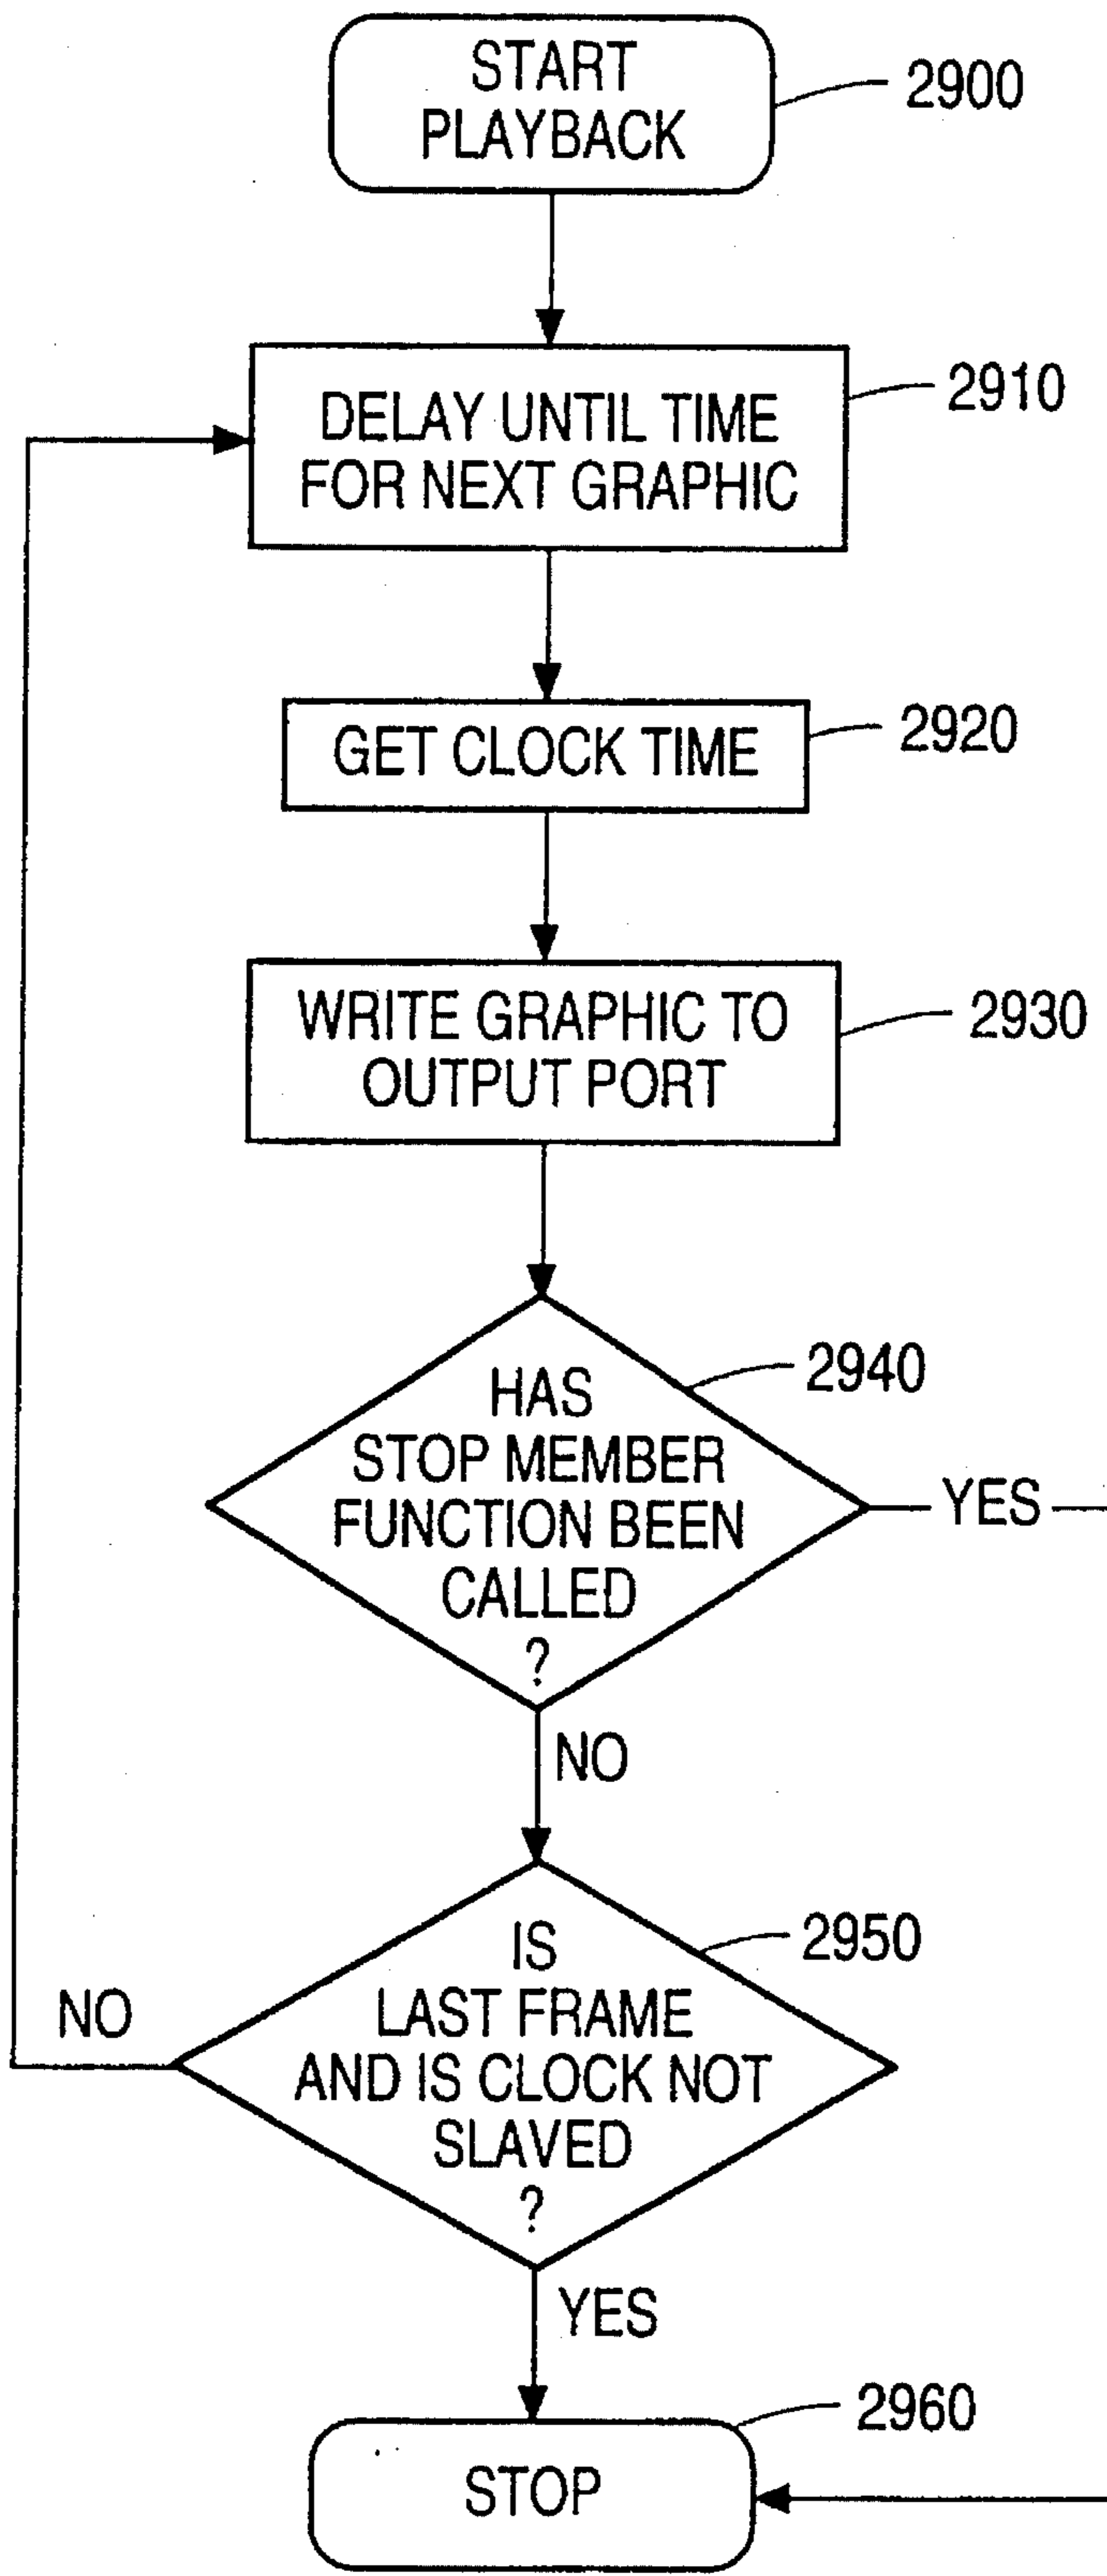 START
PLAYBACK
2900
DELAY UNTIL TIME
FOR NEXT GRAPHIC
2910
GET CLOCK TIME
2920
WRITE GRAPHIC TO
OUTPUT PORT
2930
HAS
STOP MEMBER
FUNCTION BEEN
CALLED
?
2940
YES
NO
IS
LAST FRAME
AND IS CLOCK NOT
SLAVED
?
2950
NO
YES
STOP
2960